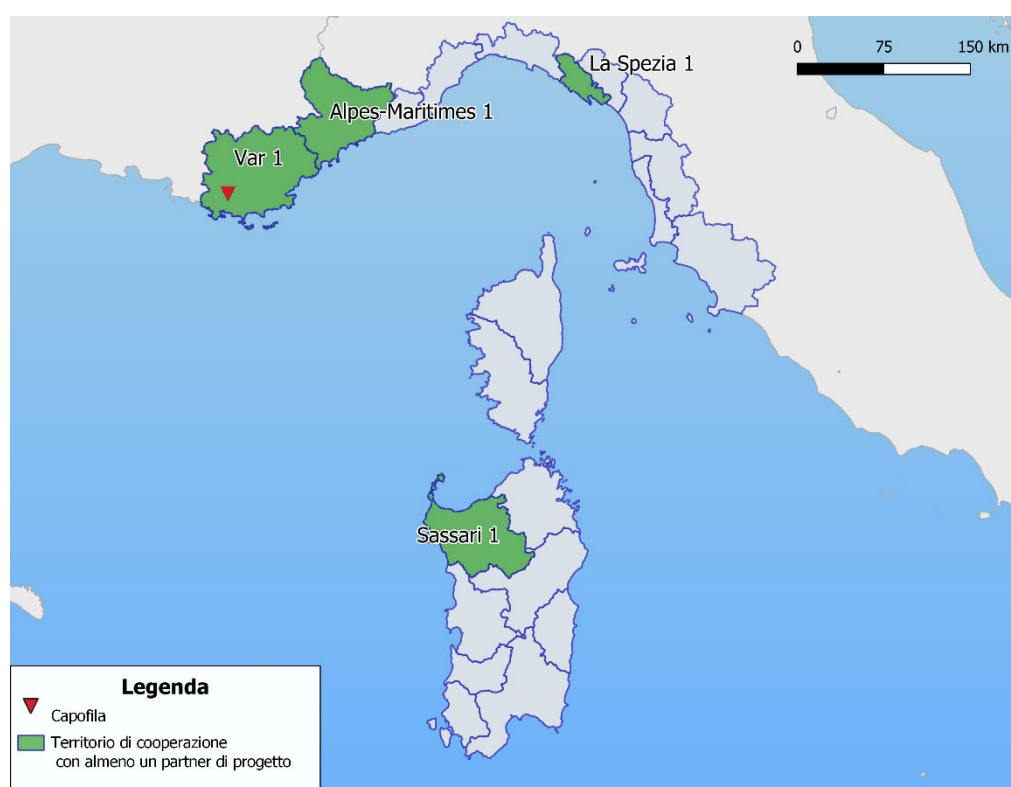 0 75 150 km
La Spezia 1
Alpes-Maritimes 1
Var 1
Sassari 1
Legenda
Capofila
Territorio di cooperazione
con almeno un partner di progetto